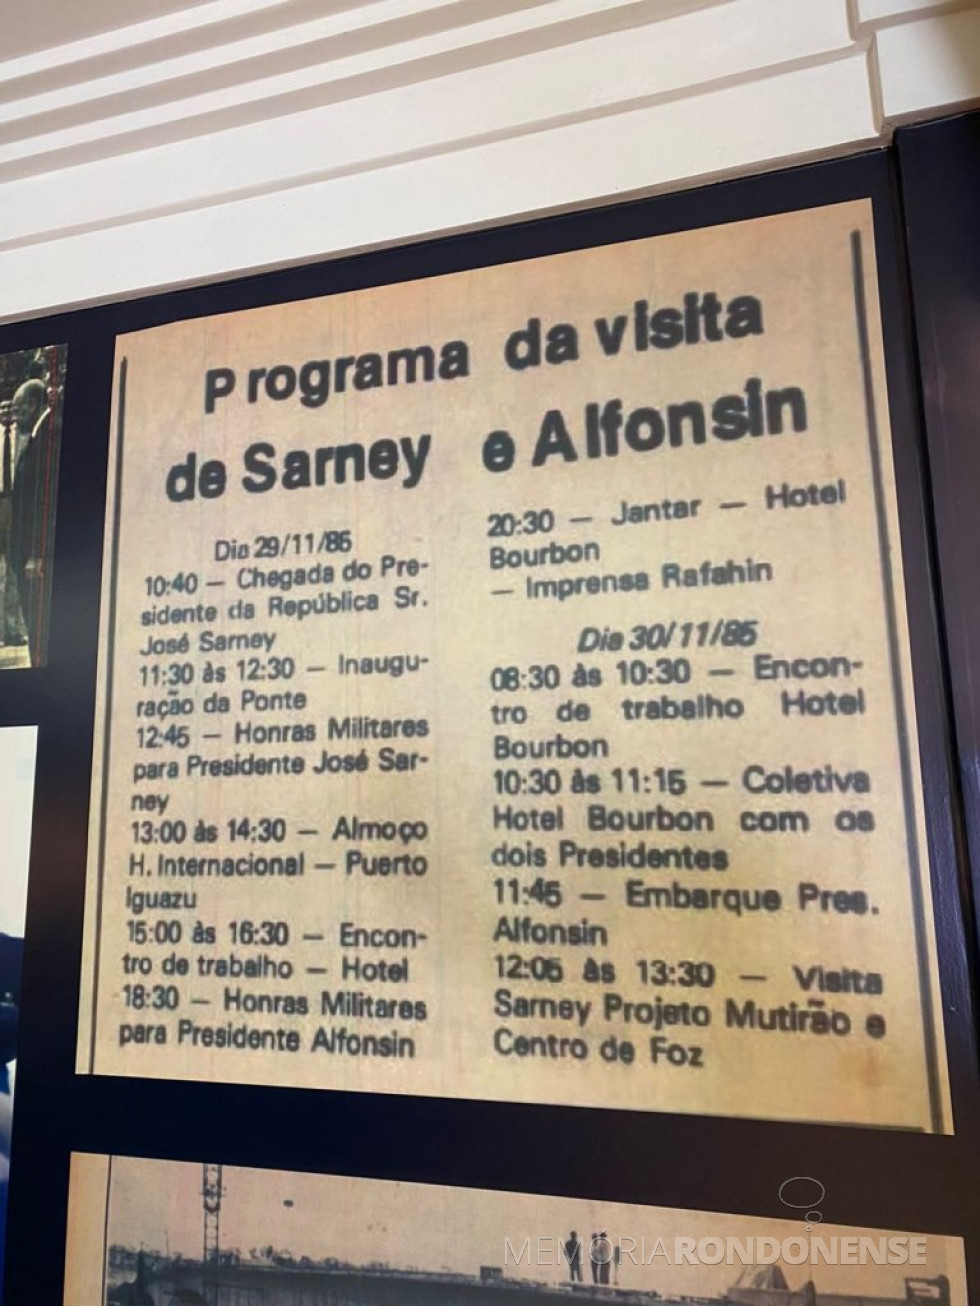 Programa da visita
de Sarney e Alfonsin
Dia 29/11/85
10:40 — Chegada do Pre-
sidente da República Sr.
José Sarney
11:30 às 12:30 — Inaugu-
ração da Ponte
12:45 — Honras Militares
para Presidente José Sar-
ney
13:00 às 14:30 — Almoço
H. Internacional — Puerto
Iguazu
15:00 às 16:30 — Encon-
tro de trabalho — Hotel
18:30 — Honras Militares
para Presidente Alfonsin
20:30 — Jantar — Hotel
Bourbon
— Imprensa Rafahin
Dia 30/11/85
08:30 às 10:30 — Encon-
tro de trabalho Hotel
Bourbon
10:30 às 11:15 — Coletiva
Hotel Bourbon com os
dois Presidentes
11:45 — Embarque Pres.
Alfonsin
12:05 às 13:30 — Visita
Sarney Projeto Mutirão e
Centro de Foz
MEMÓRIARONDONENSE